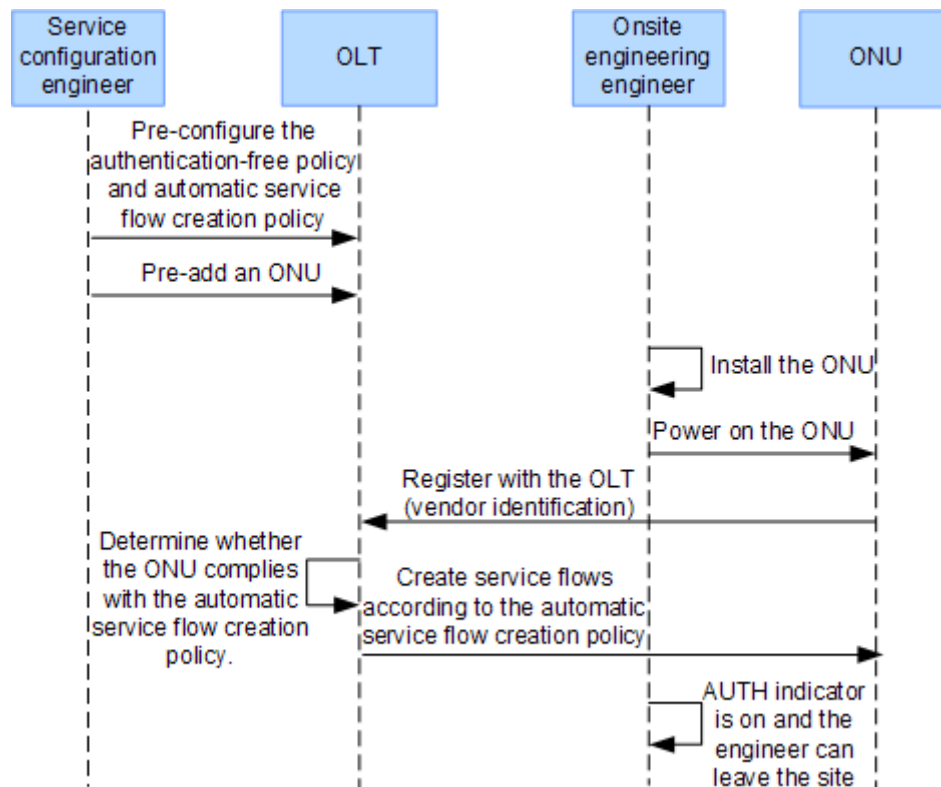 Service
configuration
engineer
OLT
Onsite
engineering
engineer
ONU
Pre-configure the
authentication-free policy
and automatic service
flow creation policy
Pre-add an ONU
Install the ONU
Power on the ONU
Register with the OLT
(vendor identification)
Determine whether
the ONU complies
with the automatic
service flow creation
policy.
Create service flows
according to the automatic
service flow creation policy
AUTH indicator
is on and the
engineer can
leave the site